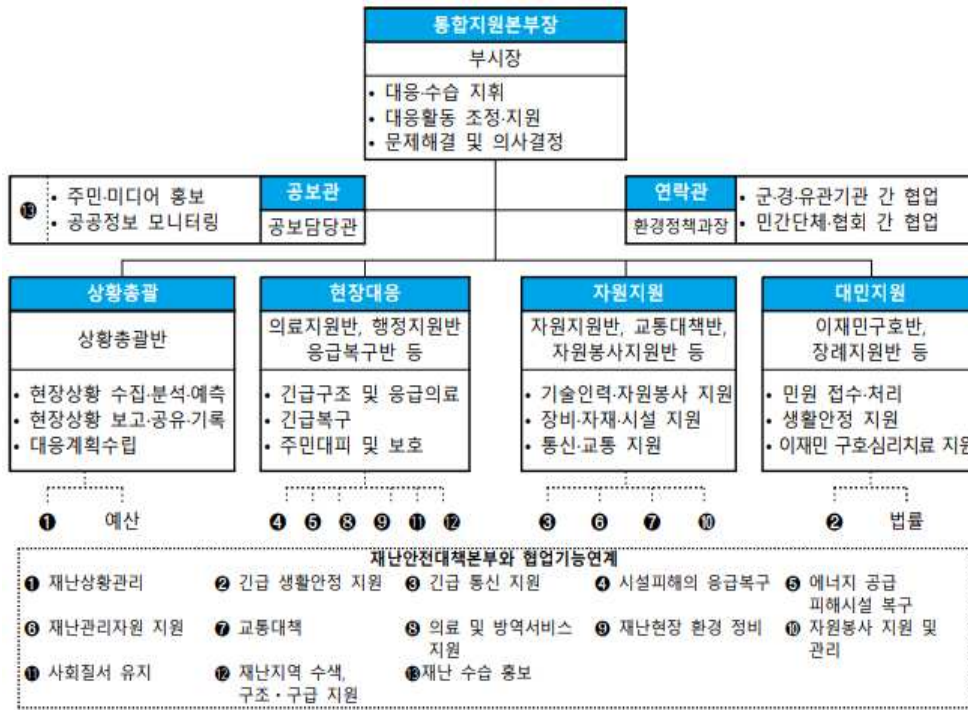 통합지원본부장
부시장
• 대응·수습 지휘
• 대응활동 조정·지원
• 문제해결 및 의사결정
⓭
• 주민·미디어 홍보
• 공공정보 모니터링
공보관
공보담당관
연락관
환경정책과장
• 군·경·유관기관 간 협업
• 민간단체·협회 간 협업
상황총괄
상황총괄반
• 현장상황 수집·분석·예측
• 현장상황 보고·공유·기록
• 대응계획수립
❶ 예산
현장대응
의료지원반, 행정지원반
응급복구반 등
• 긴급구조 및 응급의료
• 긴급복구
• 주민대피 및 보호
❹ ❺ ❽ ❾ ⓫ ⓬
자원지원
자원지원반, 교통대책반,
자원봉사지원반 등
• 기술인력·자원봉사 지원
• 장비·자재·시설 지원
• 통신·교통 지원
❸ ❻ ❼ ❿
대민지원
이재민구호반,
장례지원반 등
• 민원 접수·처리
• 생활안정 지원
• 이재민 구호심리치료 지원
❷ 법률
재난안전대책본부와 협업기능연계
❶ 재난상황관리
❷ 긴급 생활안정 지원
❸ 긴급 통신 지원
❹ 시설피해의 응급복구
❺ 에너지 공급
피해시설 복구
❻ 재난관리자원 지원
❼ 교통대책
❽ 의료 및 방역서비스
지원
❾ 재난현장 환경 정비
❿ 자원봉사 지원 및
관리
⓫ 사회질서 유지
⓬ 재난지역 수색,
구조・구급 지원
⓭재난 수습 홍보